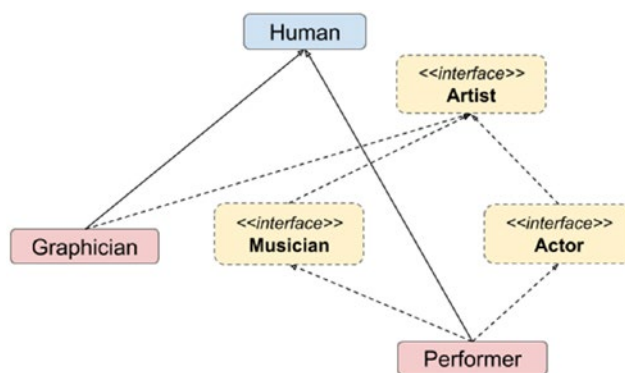 Human
<<interface>>
Artist
Graphician
<<interface>>
Musician
<<interface>>
Actor
Performer